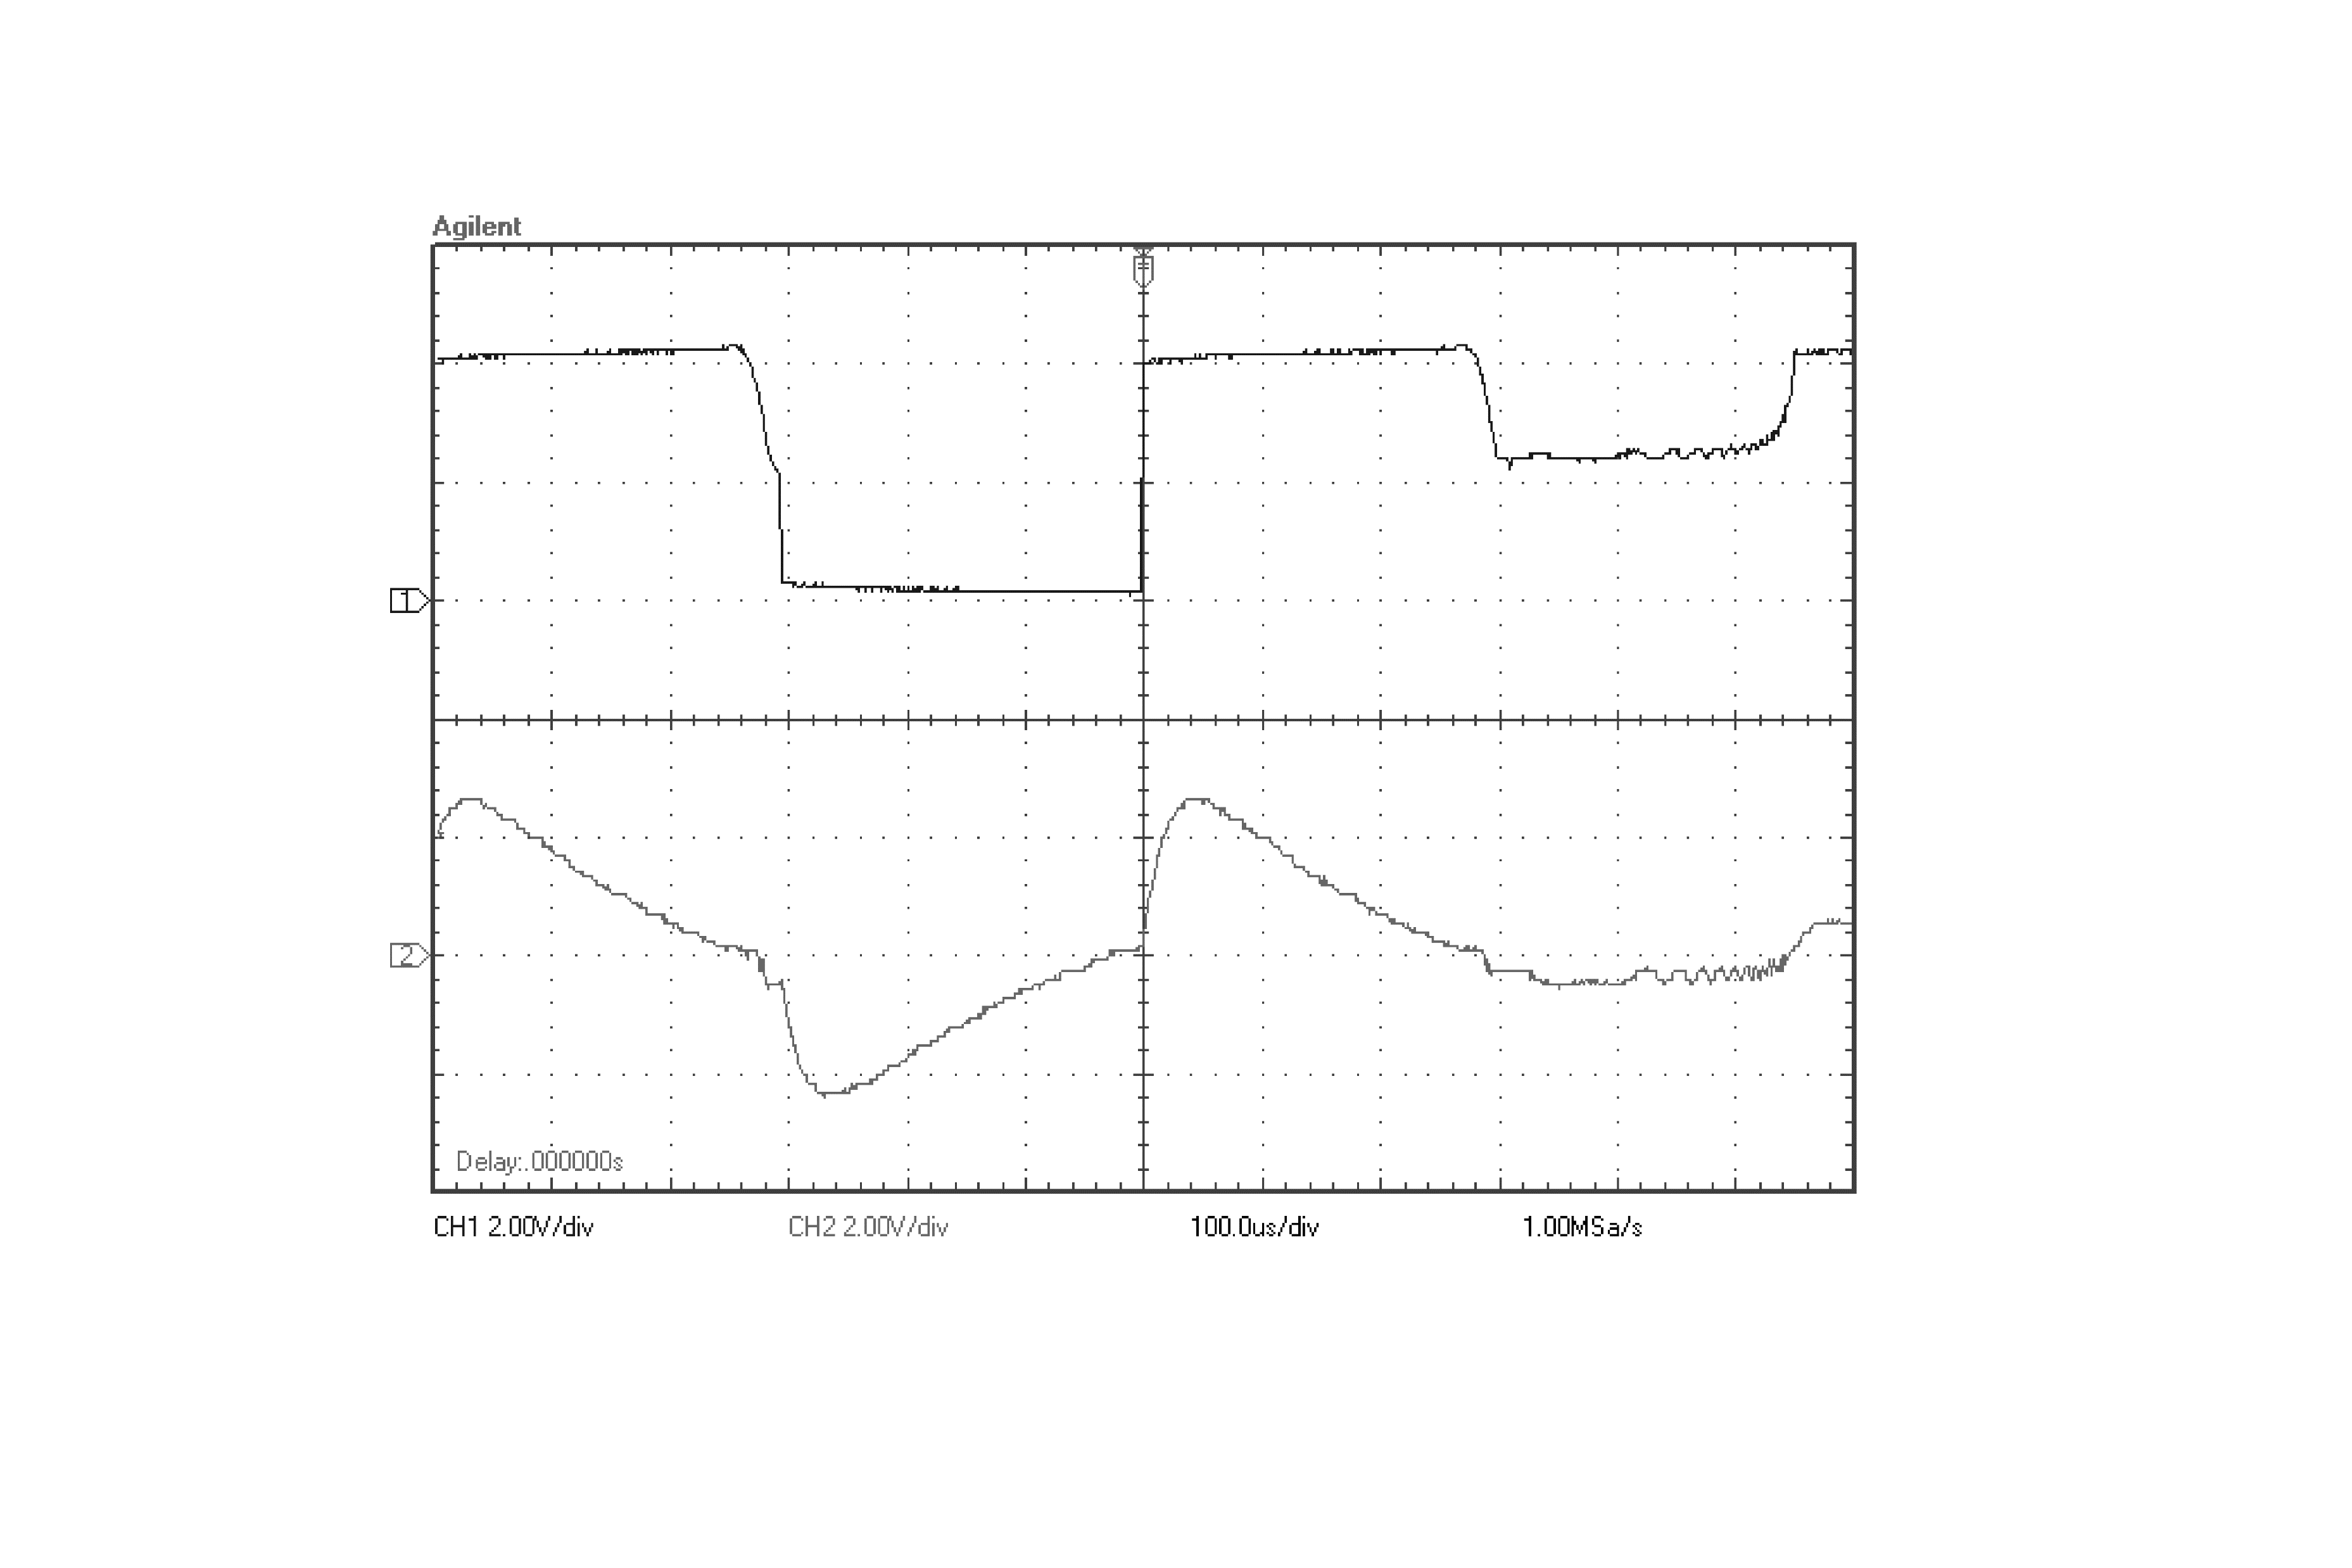 Agilent
1
2
Delay:.000000s
CH1 2.00V/div CH2 2.00V/div 100.0us/div 1.00MSa/s